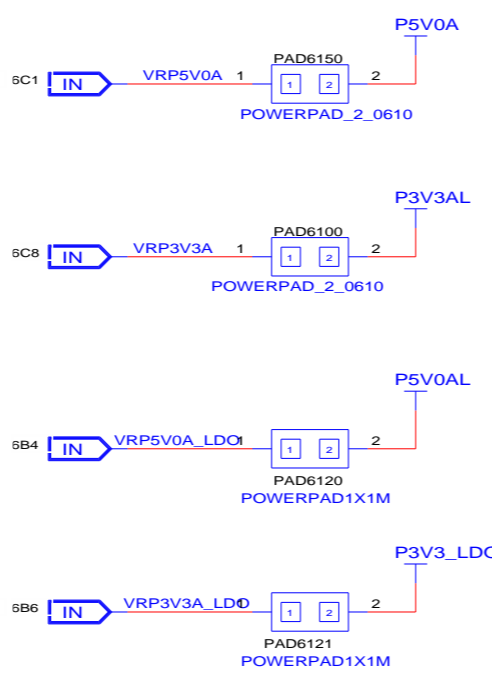 P5V0A
PAD6150
6C1 IN VRP5V0A 1 1 2 2
POWERPAD_2_0610
P3V3AL
PAD6100
6C8 IN VRP3V3A 1 1 2 2
POWERPAD_2_0610
P5V0AL
6B4 IN VRP5V0A_LDO 1 1 2 2
PAD6120
POWERPAD1X1M
P3V3_LDO
6B6 IN VRP3V3A_LDO 1 1 2 2
PAD6121
POWERPAD1X1M